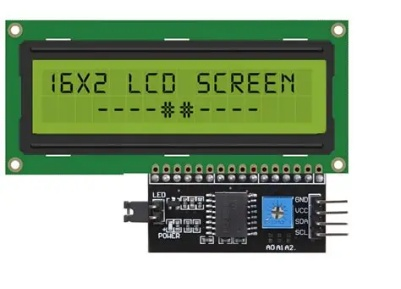 16X2 LCD SCREEN
----##----
LED
POWER
GND
VCC
SDA
SCL
A0 A1 A2.